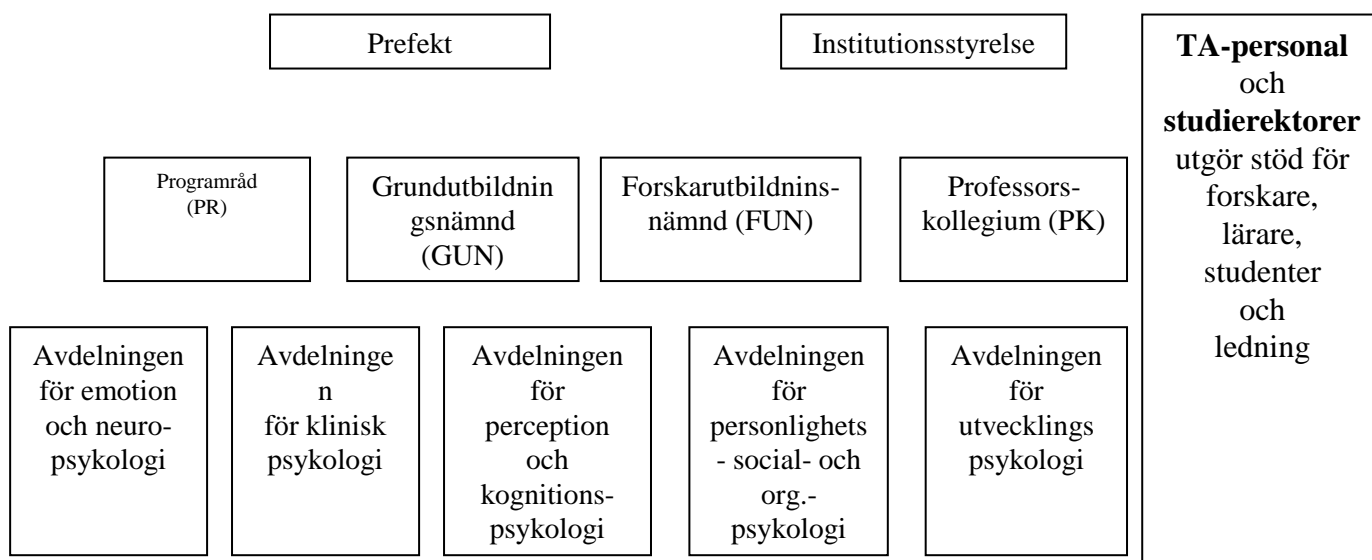 Prefekt
Institutionsstyrelse
TA-personal
och
studierektorer
utgör stöd för
forskare,
lärare,
studenter
och
ledning
Programråd
(PR)
Grundutbildnin
gsnämnd
(GUN)
Forskarutbildnins-
nämnd (FUN)
Professors-
kollegium (PK)
Avdelningen
för emotion
och neuro-
psykologi
Avdelninge
n
för klinisk
psykologi
Avdelningen
för
perception
och
kognitions-
psykologi
Avdelningen
för
personlighets
- social- och
org.-
psykologi
Avdelningen
för
utvecklings
psykologi